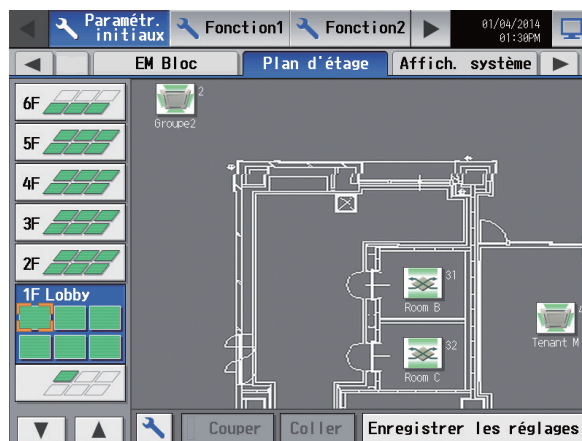 Paramétr. initiaux
Fonction1
Fonction2
01/04/2014
01:30PM
EM Bloc
Plan d'étage
Affich. système
6F
5F
4F
3F
2F
1F Lobby
2
Groupe2
31
Room B
32
Room C
Tenant M
Couper
Coller
Enregistrer les réglages